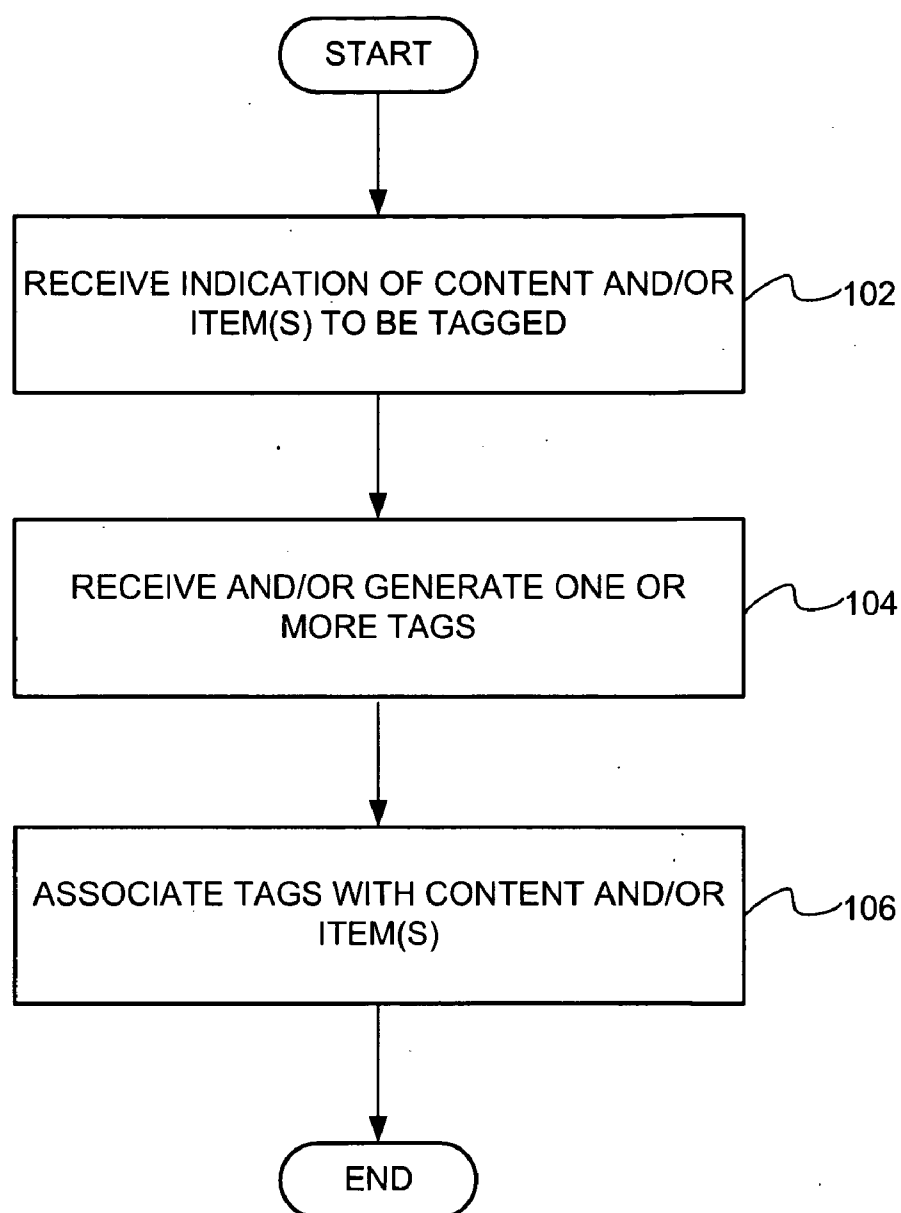 START
RECEIVE INDICATION OF CONTENT AND/OR
ITEM(S) TO BE TAGGED
102
RECEIVE AND/OR GENERATE ONE OR
MORE TAGS
104
ASSOCIATE TAGS WITH CONTENT AND/OR
ITEM(S)
106
END